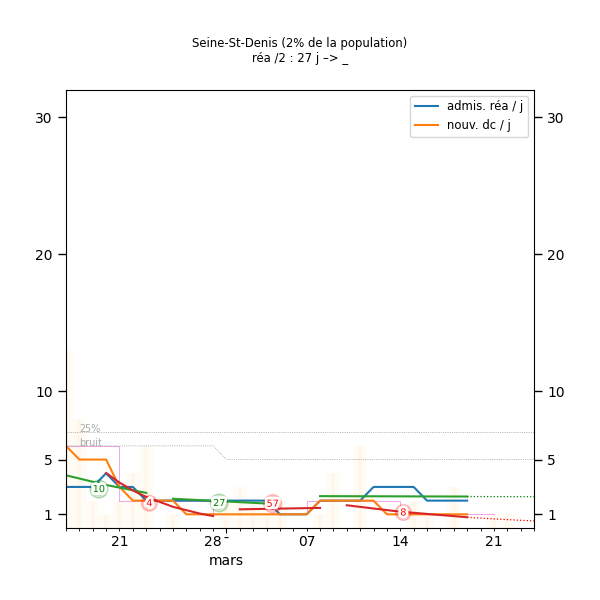 Seine-St-Denis (2% de la population)
réa /2 : 27 j –> _
admis. réa / j
nouv. dc / j
30 30
20 20
10 10
25%
bruit
5 5
10 4 27 57 8
1 1
21 28 - 07 14 21
mars